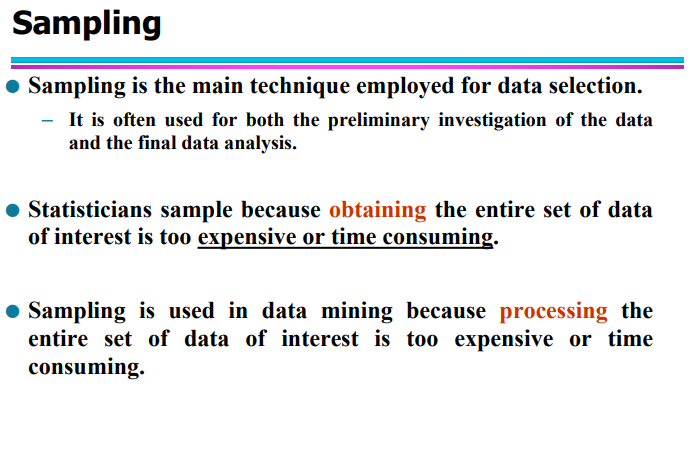 Sampling
● Sampling is the main technique employed for data selection.
– It is often used for both the preliminary investigation of the data
and the final data analysis.
● Statisticians sample because obtaining the entire set of data
of interest is too expensive or time consuming.
● Sampling is used in data mining because processing the
entire set of data of interest is too expensive or time
consuming.